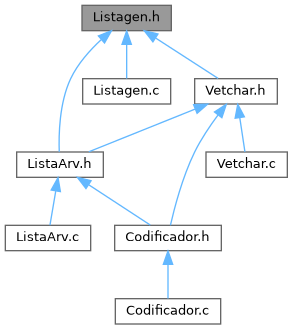 Listagen.h
Listagen.c
Vetchar.h
ListaArv.h
Vetchar.c
ListaArv.c
Codificador.h
Codificador.c